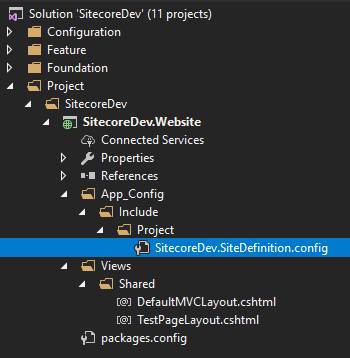 Solution 'SitecoreDev' (11 projects)
Configuration
Feature
Foundation
Project
SitecoreDev
SitecoreDev.Website
Connected Services
Properties
References
App_Config
Include
Project
SitecoreDev.SiteDefinition.config
Views
Shared
DefaultMVCLayout.cshtml
TestPageLayout.cshtml
packages.config